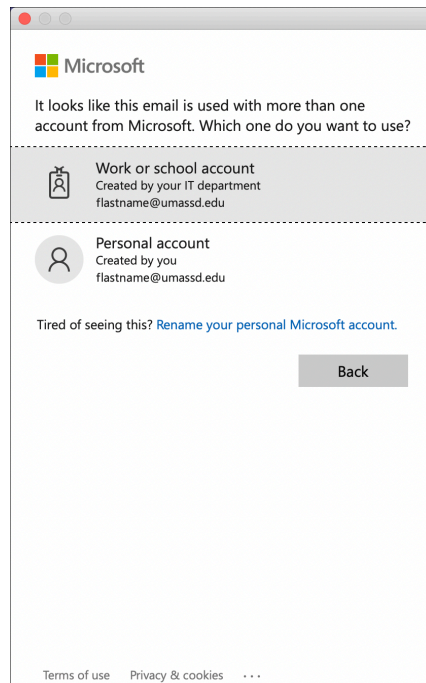 Microsoft
It looks like this email is used with more than one
account from Microsoft. Which one do you want to use?
Work or school account
Created by your IT department
flastname@umassd.edu
Personal account
Created by you
flastname@umassd.edu
Tired of seeing this? Rename your personal Microsoft account.
Back
Terms of use Privacy & cookies ...